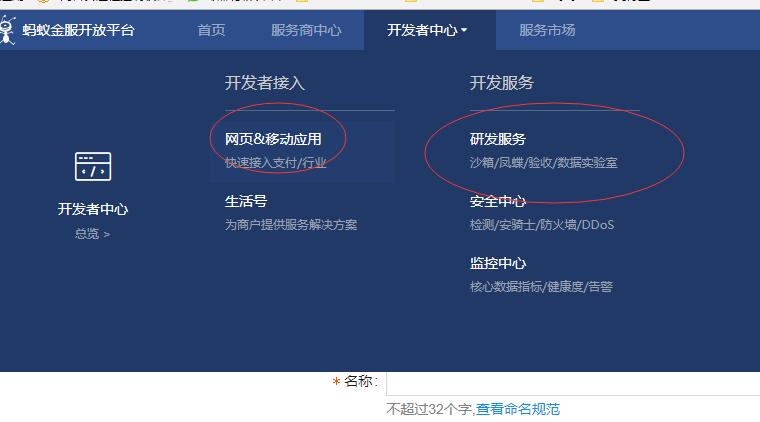 蚂蚁金服开放平台 首页 服务商中心 开发者中心 服务市场
开发者接入 开发服务
网页&移动应用 研发服务
快速接入支付/行业 沙箱/凤蝶/验收/数据实验室
生活号 安全中心
为商户提供服务解决方案 检测/安骑士/防火墙/DDoS
开发者中心
总览 >
监控中心
核心数据指标/健康度/告警
* 名称:
不超过32个字,查看命名规范